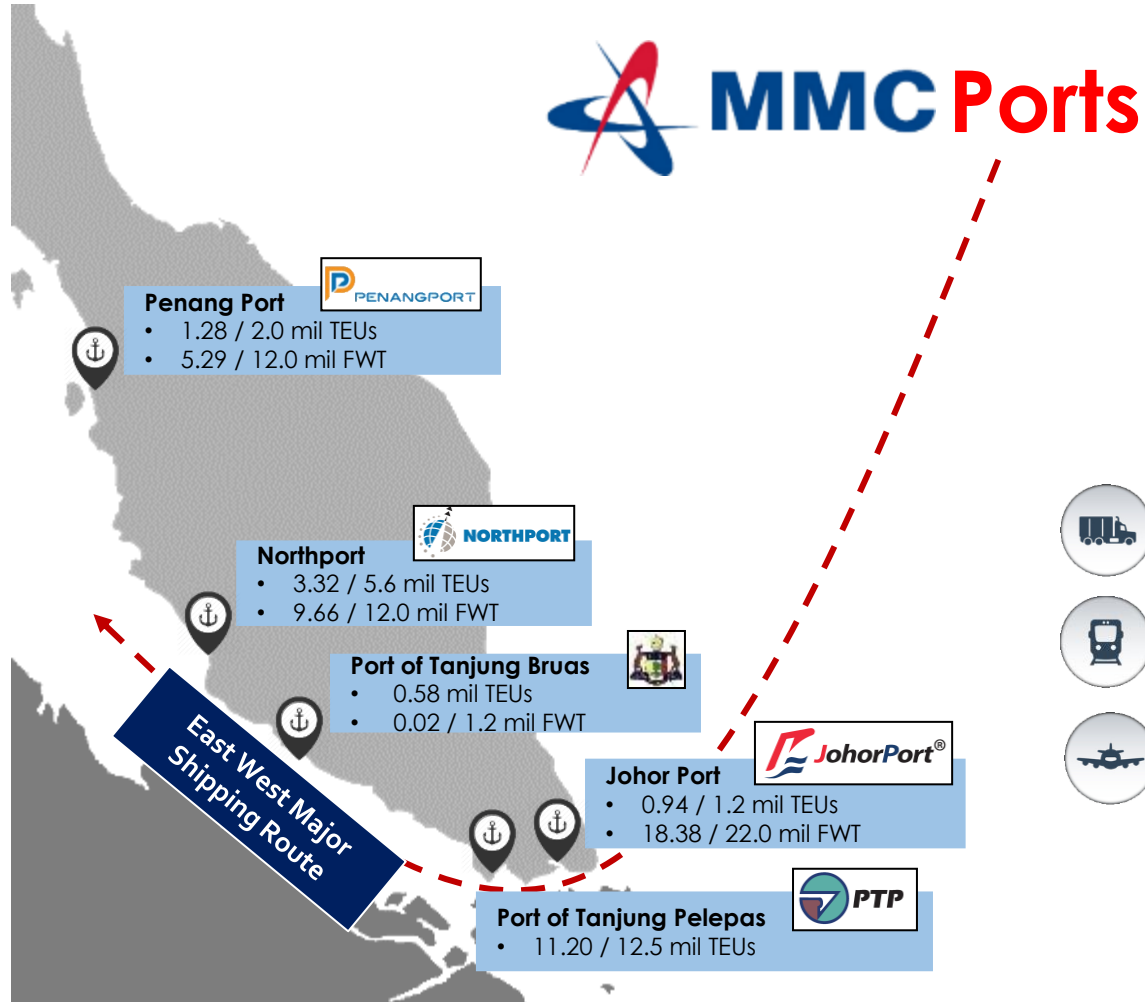 MMC Ports
PENANGPORT
Penang Port
• 1.28 / 2.0 mil TEUs
• 5.29 / 12.0 mil FWT
NORTHPORT
Northport
• 3.32 / 5.6 mil TEUs
• 9.66 / 12.0 mil FWT
Port of Tanjung Bruas
• 0.58 mil TEUs
• 0.02 / 1.2 mil FWT
East West Major
Shipping Route
JohorPort®
Johor Port
• 0.94 / 1.2 mil TEUs
• 18.38 / 22.0 mil FWT
PTP
Port of Tanjung Pelepas
• 11.20 / 12.5 mil TEUs